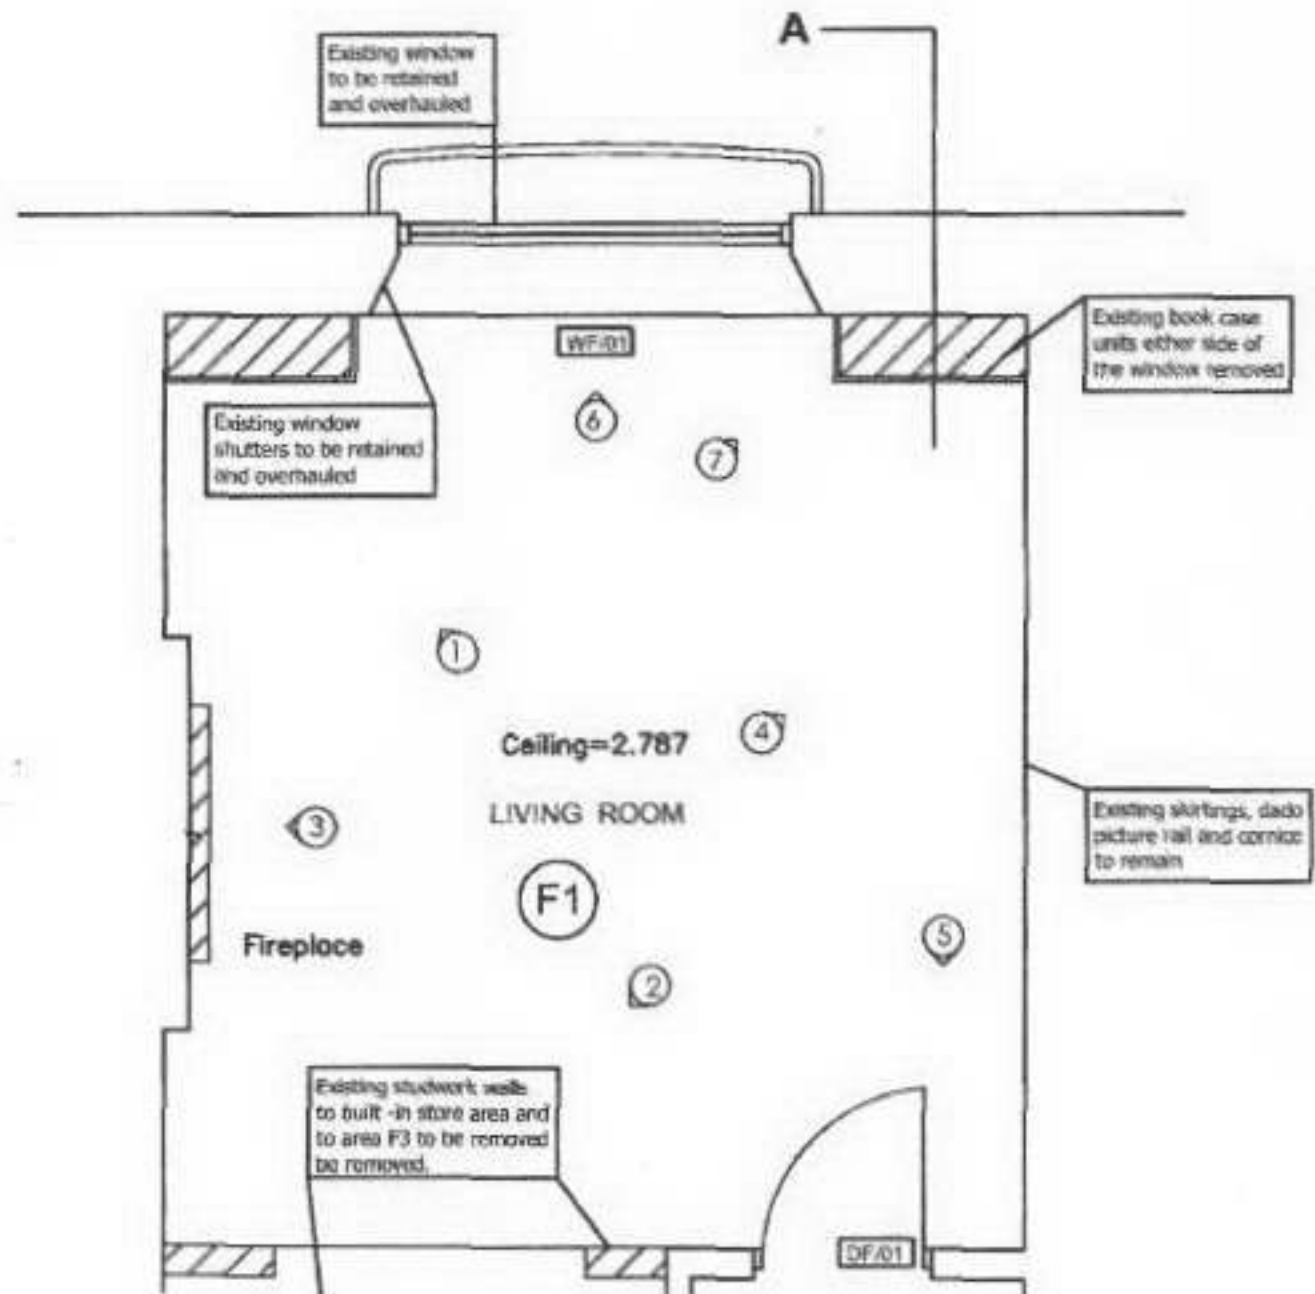 A
Existing window
to be retained
and overhauled
Existing book case
units either side of
the window removed
WF/01
Existing window
shutters to be retained
and overhauled
6
7
1
4
Ceiling=2.787
LIVING ROOM
3
Existing skirtings, dado
picture rail and cornice
to remain
F1
Fireplace
5
2
Existing studwork walls
to built -in store area and
to area F3 to be removed
be removed.
DF/01